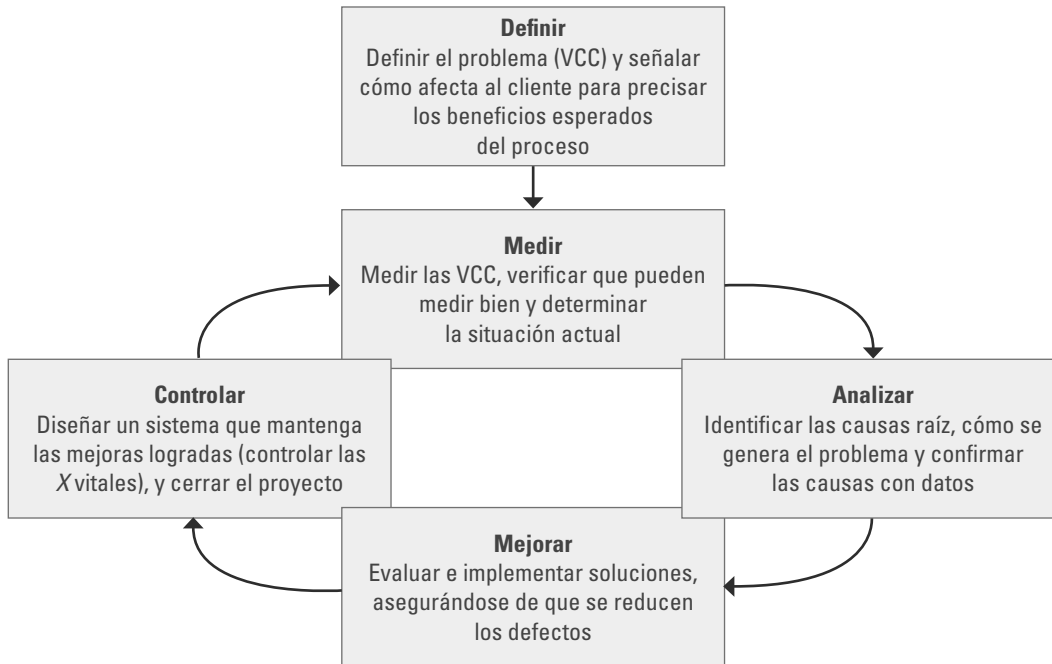 Definir
Definir el problema (VCC) y señalar
cómo afecta al cliente para precisar
los beneficios esperados
del proceso
Medir
Medir las VCC, verificar que pueden
medir bien y determinar
la situación actual
Analizar
Identificar las causas raíz, cómo se
genera el problema y confirmar
las causas con datos
Mejorar
Evaluar e implementar soluciones,
asegurándose de que se reducen
los defectos
Controlar
Diseñar un sistema que mantenga
las mejoras logradas (controlar las
X vitales), y cerrar el proyecto